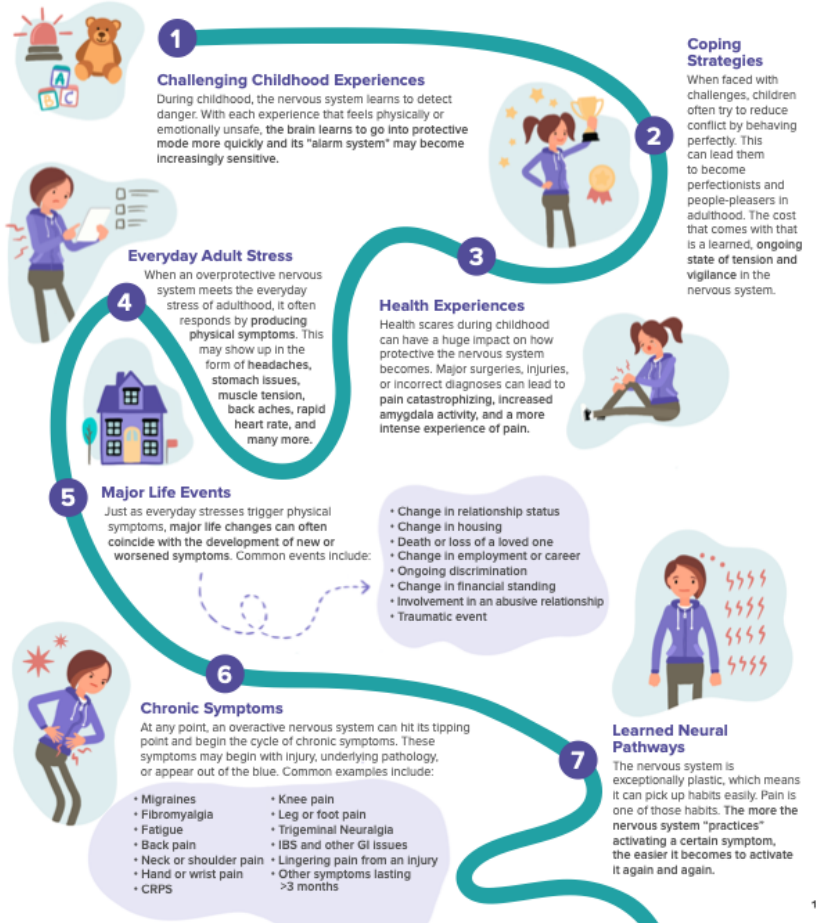 1
Challenging Childhood Experiences
During childhood, the nervous system learns to detect
danger. With each experience that feels physically or
emotionally unsafe, the brain learns to go into protective
mode more quickly and its "alarm system" may become
increasingly sensitive.
A
B
C
2
Coping
Strategies
When faced with
challenges, children
often try to reduce
conflict by behaving
perfectly. This
can lead them
to become
perfectionists and
people-pleasers in
adulthood. The cost
that comes with that
is a learned, ongoing
state of tension and
vigilance in the
nervous system.
3
Health Experiences
Health scares during childhood
can have a huge impact on how
protective the nervous system
becomes. Major surgeries, injuries,
or incorrect diagnoses can lead to
pain catastrophizing, increased
amygdala activity, and a more
intense experience of pain.
4
Everyday Adult Stress
When an overprotective nervous
system meets the everyday
stress of adulthood, it often
responds by producing
physical symptoms. This
may show up in the
form of headaches,
stomach issues,
muscle tension,
back aches, rapid
heart rate, and
many more.
5
Major Life Events
Just as everyday stresses trigger physical
symptoms, major life changes can often
coincide with the development of new or
worsened symptoms. Common events include:
• Change in relationship status
• Change in housing
• Death or loss of a loved one
• Change in employment or career
• Ongoing discrimination
• Change in financial standing
• Involvement in an abusive relationship
• Traumatic event
6
Chronic Symptoms
At any point, an overactive nervous system can hit its tipping
point and begin the cycle of chronic symptoms. These
symptoms may begin with injury, underlying pathology,
or appear out of the blue. Common examples include:
• Migraines
• Fibromyalgia
• Fatigue
• Back pain
• Neck or shoulder pain
• Hand or wrist pain
• CRPS
• Knee pain
• Leg or foot pain
• Trigeminal Neuralgia
• IBS and other GI issues
• Lingering pain from an injury
• Other symptoms lasting
>3 months
7
Learned Neural
Pathways
The nervous system is
exceptionally plastic, which means
it can pick up habits easily. Pain is
one of those habits. The more the
nervous system "practices"
activating a certain symptom,
the easier it becomes to activate
it again and again.
1